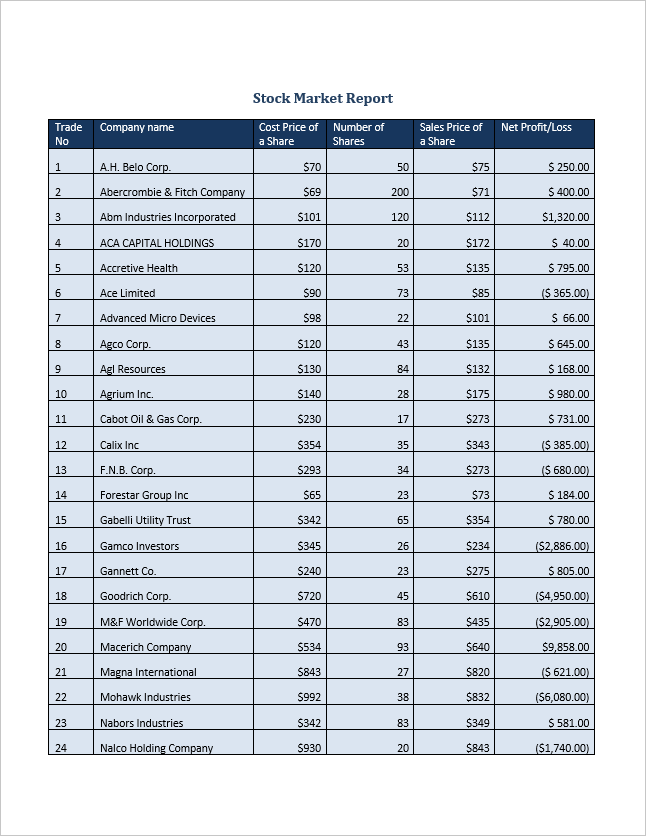 Stock Market Report
Trade No Company name Cost Price of a Share Number of Shares Sales Price of a Share Net Profit/Loss
1 A.H. Belo Corp. $70 50 $75 $ 250.00
2 Abercrombie & Fitch Company $69 200 $71 $ 400.00
3 Abm Industries Incorporated $101 120 $112 $1,320.00
4 ACA CAPITAL HOLDINGS $170 20 $172 $ 40.00
5 Accretive Health $120 53 $135 $ 795.00
6 Ace Limited $90 73 $85 ($ 365.00)
7 Advanced Micro Devices $98 22 $101 $ 66.00
8 Agco Corp. $120 43 $135 $ 645.00
9 Agl Resources $130 84 $132 $ 168.00
10 Agrium Inc. $140 28 $175 $ 980.00
11 Cabot Oil & Gas Corp. $230 17 $273 $ 731.00
12 Calix Inc $354 35 $343 ($ 385.00)
13 F.N.B. Corp. $293 34 $273 ($ 680.00)
14 Forestar Group Inc $65 23 $73 $ 184.00
15 Gabelli Utility Trust $342 65 $354 $ 780.00
16 Gamco Investors $345 26 $234 ($2,886.00)
17 Gannett Co. $240 23 $275 $ 805.00
18 Goodrich Corp. $720 45 $610 ($4,950.00)
19 M&F Worldwide Corp. $470 83 $435 ($2,905.00)
20 Macerich Company $534 93 $640 $9,858.00
21 Magna International $843 27 $820 ($ 621.00)
22 Mohawk Industries $992 38 $832 ($6,080.00)
23 Nabors Industries $342 83 $349 $ 581.00
24 Nalco Holding Company $930 20 $843 ($1,740.00)